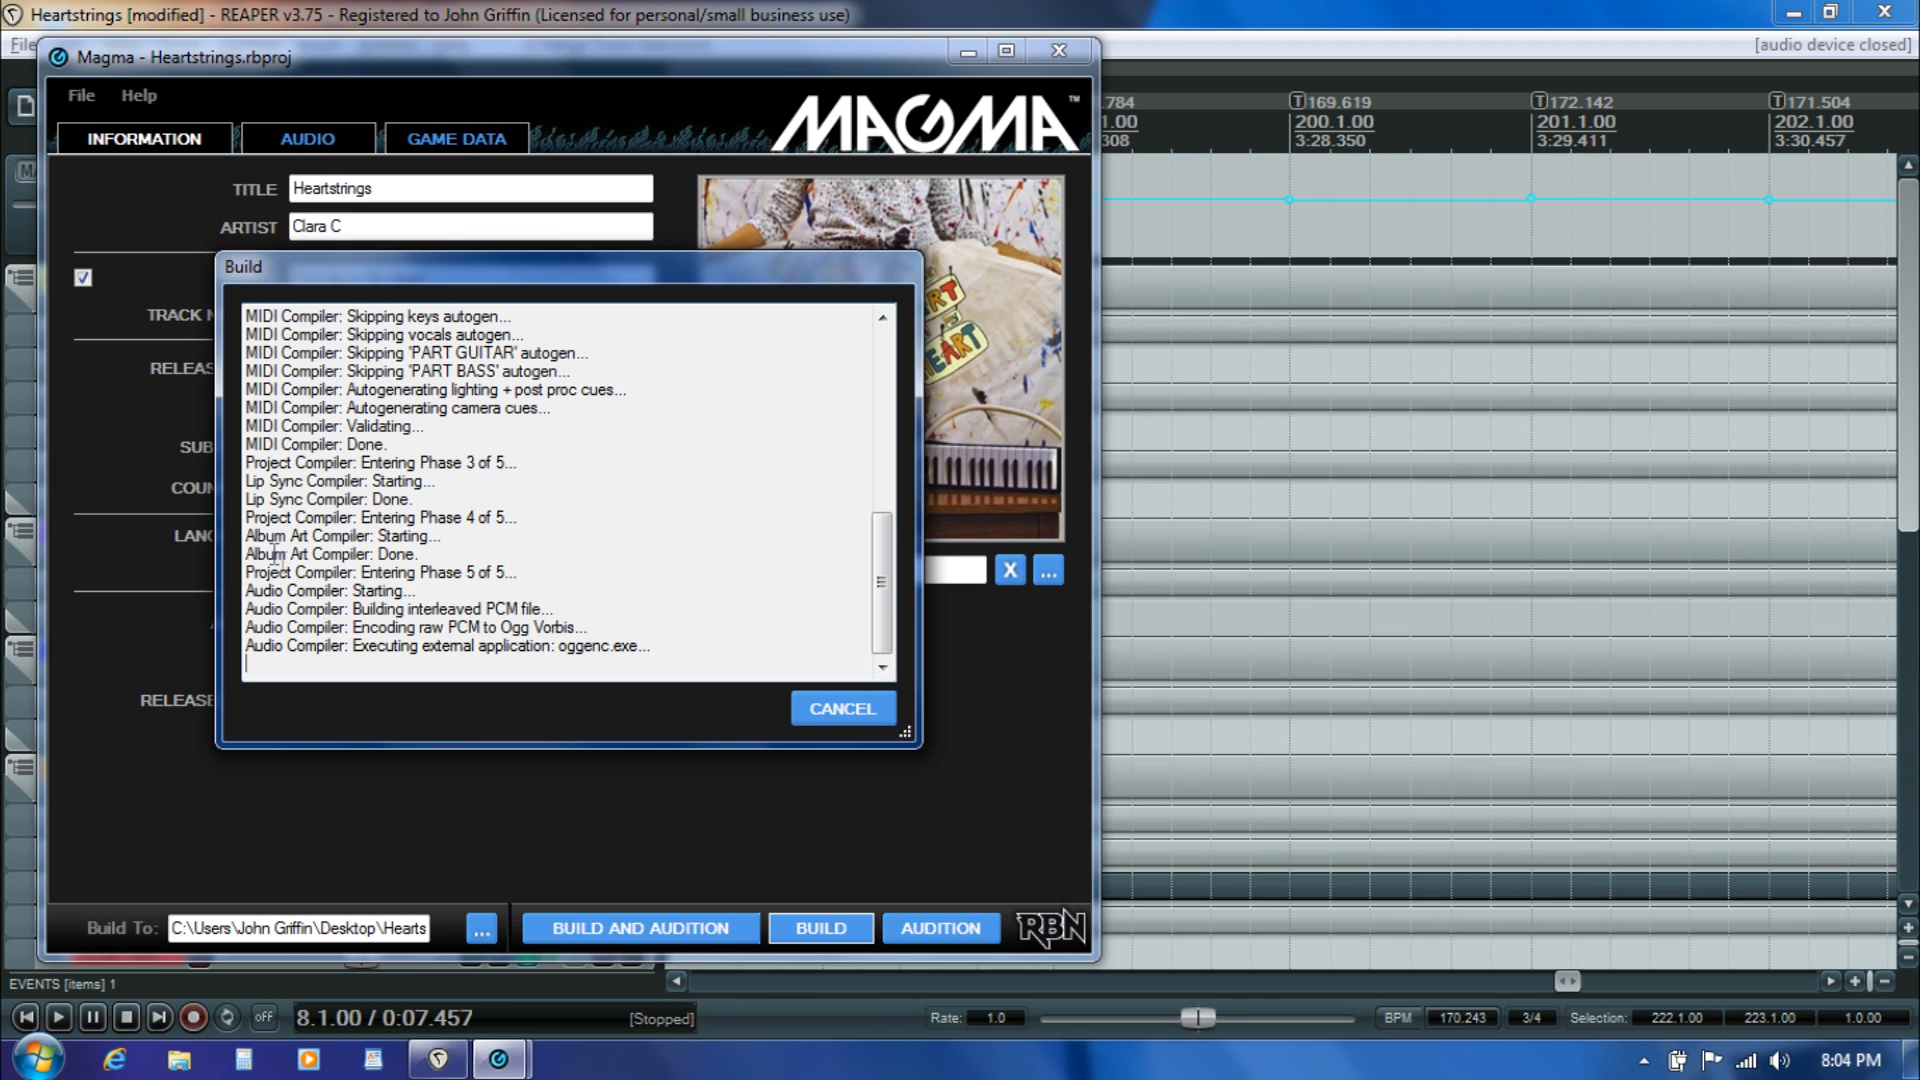 Heartstrings [modified] - REAPER v3.75 - Registered to John Griffin (Licensed for personal/small business use)
File
[audio device closed]
Magma - Heartstrings.rbproj
File Help
MAGMA™
INFORMATION AUDIO GAME DATA
.784 169.619 172.142 171.504
1.00 200.1.00 201.1.00 202.1.00
308 3:28.350 3:29.411 3:30.457
TITLE Heartstrings
ARTIST Clara C
Build
TRACK N
RELEAS
SUB
COUN
LANG
RELEASE
MIDI Compiler: Skipping keys autogen...
MIDI Compiler: Skipping vocals autogen...
MIDI Compiler: Skipping 'PART GUITAR' autogen...
MIDI Compiler: Skipping 'PART BASS' autogen...
MIDI Compiler: Autogenerating lighting + post proc cues...
MIDI Compiler: Autogenerating camera cues...
MIDI Compiler: Validating...
MIDI Compiler: Done.
Project Compiler: Entering Phase 3 of 5...
Lip Sync Compiler: Starting...
Lip Sync Compiler: Done.
Project Compiler: Entering Phase 4 of 5...
Album Art Compiler: Starting...
Album Art Compiler: Done.
Project Compiler: Entering Phase 5 of 5...
Audio Compiler: Starting...
Audio Compiler: Building interleaved PCM file...
Audio Compiler: Encoding raw PCM to Ogg Vorbis...
Audio Compiler: Executing external application: oggenc.exe...
HEART
X ...
CANCEL
Build To: C:\Users\John Griffin\Desktop\Hearts ... BUILD AND AUDITION BUILD AUDITION RBN
EVENTS [items] 1
off 8.1.00 / 0:07.457 [Stopped] Rate: 1.0 BPM 170.243 3/4 Selection: 222.1.00 223.1.00 1.0.00
8:04 PM